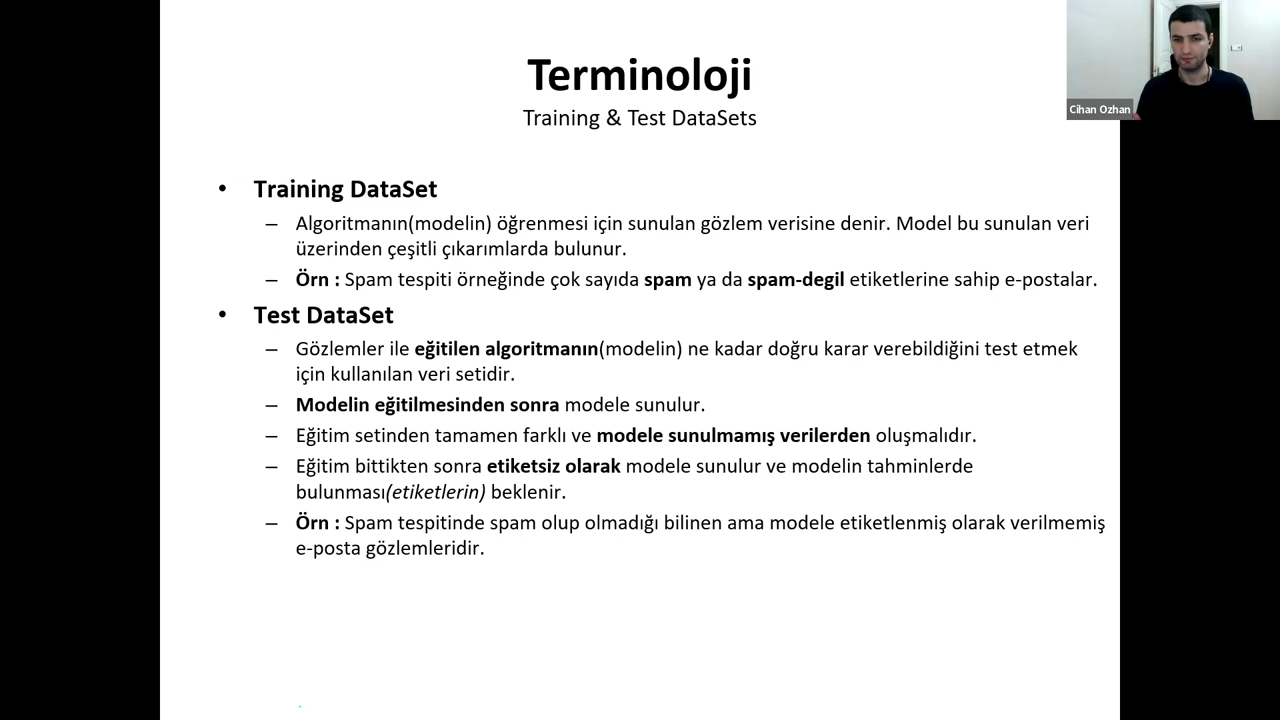 Terminoloji
Training & Test DataSets
Cihan Ozhan
• Training DataSet
– Algoritmanın(modelin) öğrenmesi için sunulan gözlem verisine denir. Model bu sunulan veri
üzerinden çeşitli çıkarımlarda bulunur.
– Örn : Spam tespiti örneğinde çok sayıda spam ya da spam-degil etiketlerine sahip e-postalar.
• Test DataSet
– Gözlemler ile eğitilen algoritmanın(modelin) ne kadar doğru karar verebildiğini test etmek
için kullanılan veri setidir.
– Modelin eğitilmesinden sonra modele sunulur.
– Eğitim setinden tamamen farklı ve modele sunulmamış verilerden oluşmalıdır.
– Eğitim bittikten sonra etiketsiz olarak modele sunulur ve modelin tahminlerde
bulunması(etiketlerin) beklenir.
– Örn : Spam tespitinde spam olup olmadığı bilinen ama modele etiketlenmiş olarak verilmemiş
e-posta gözlemleridir.